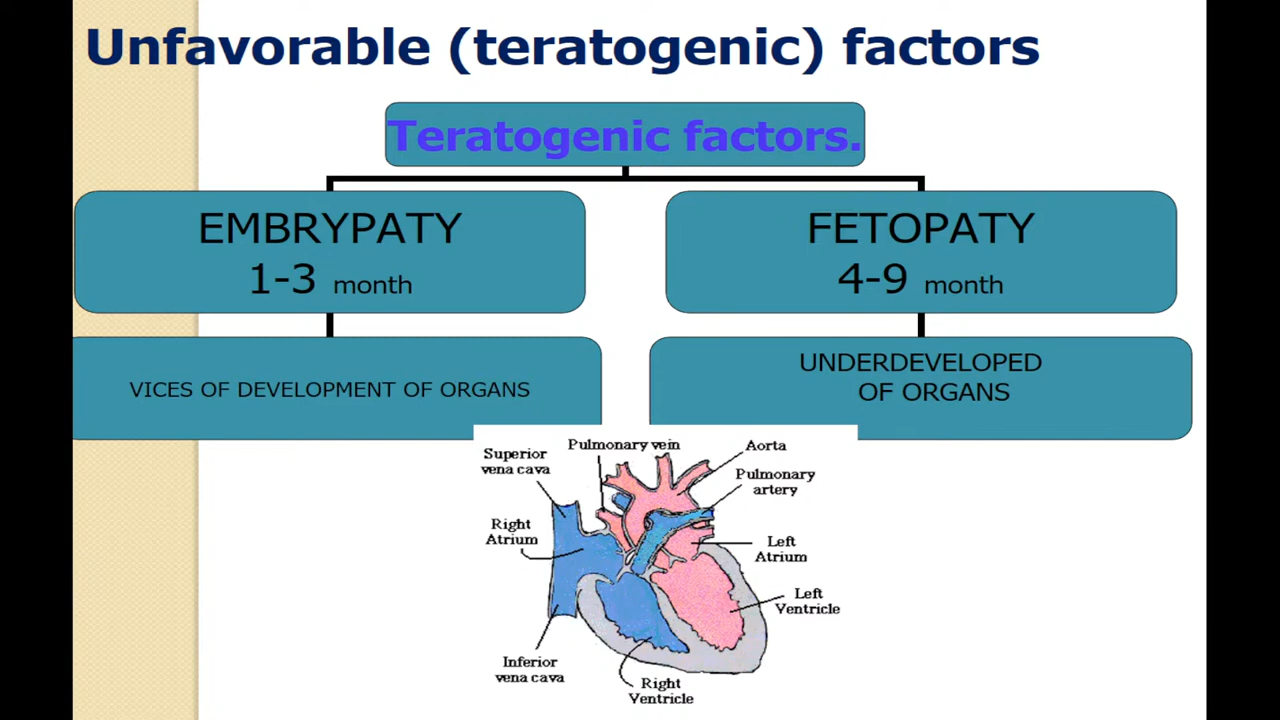 Unfavorable (teratogenic) factors
Teratogenic factors.
EMBRYPATY
1-3 month
FETOPATY
4-9 month
VICES OF DEVELOPMENT OF ORGANS
UNDERDEVELOPED
OF ORGANS
Superior
vena cava
Pulmonary vein
Aorta
Pulmonary
artery
Right
Atrium
Left
Atrium
Left
Ventricle
Inferior
vena cava
Right
Ventricle